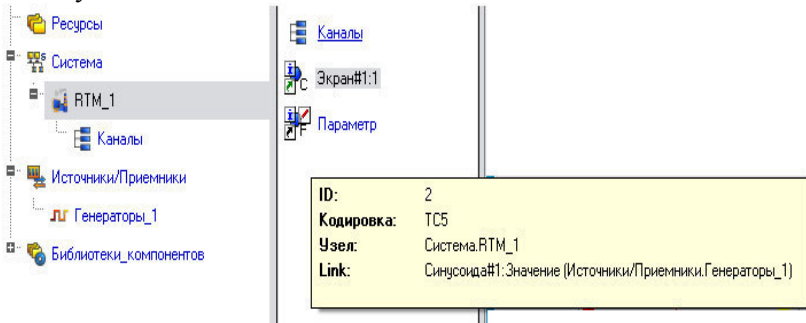 Ресурсы
Система
RTM_1
Каналы
Источники/Приемники
Генераторы_1
Библиотеки_компонентов
Каналы
Экран#1:1
Параметр
ID: 2
Кодировка: TC5
Узел: Система.RTM_1
Link: Синусоида#1:Значение (Источники/Приемники.Генераторы_1)